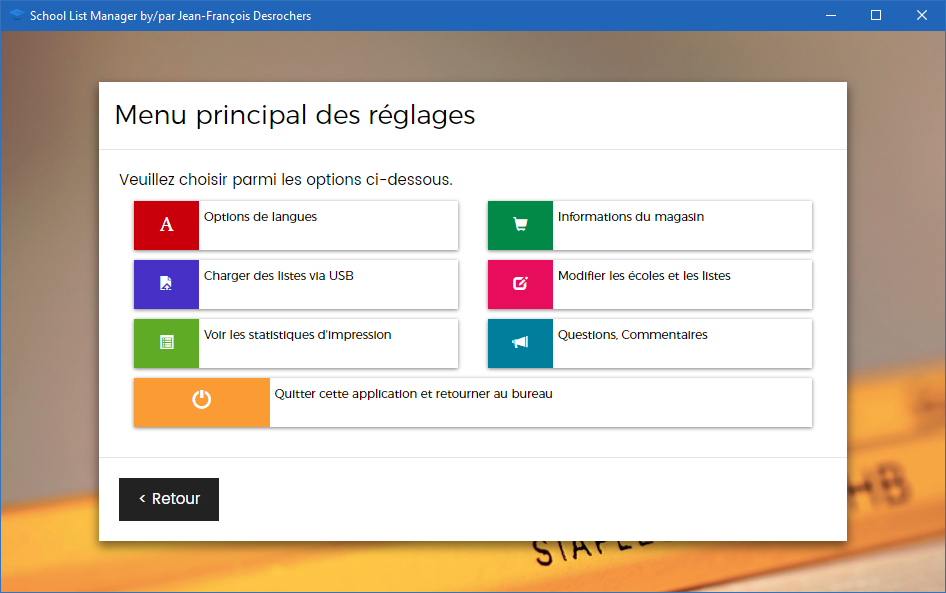 School List Manager by/par Jean-François Desrochers
Menu principal des réglages
Veuillez choisir parmi les options ci-dessous.
A
Options de langues
Informations du magasin
Charger des listes via USB
Modifier les écoles et les listes
Voir les statistiques d'impression
Questions, Commentaires
Quitter cette application et retourner au bureau
< Retour
HB